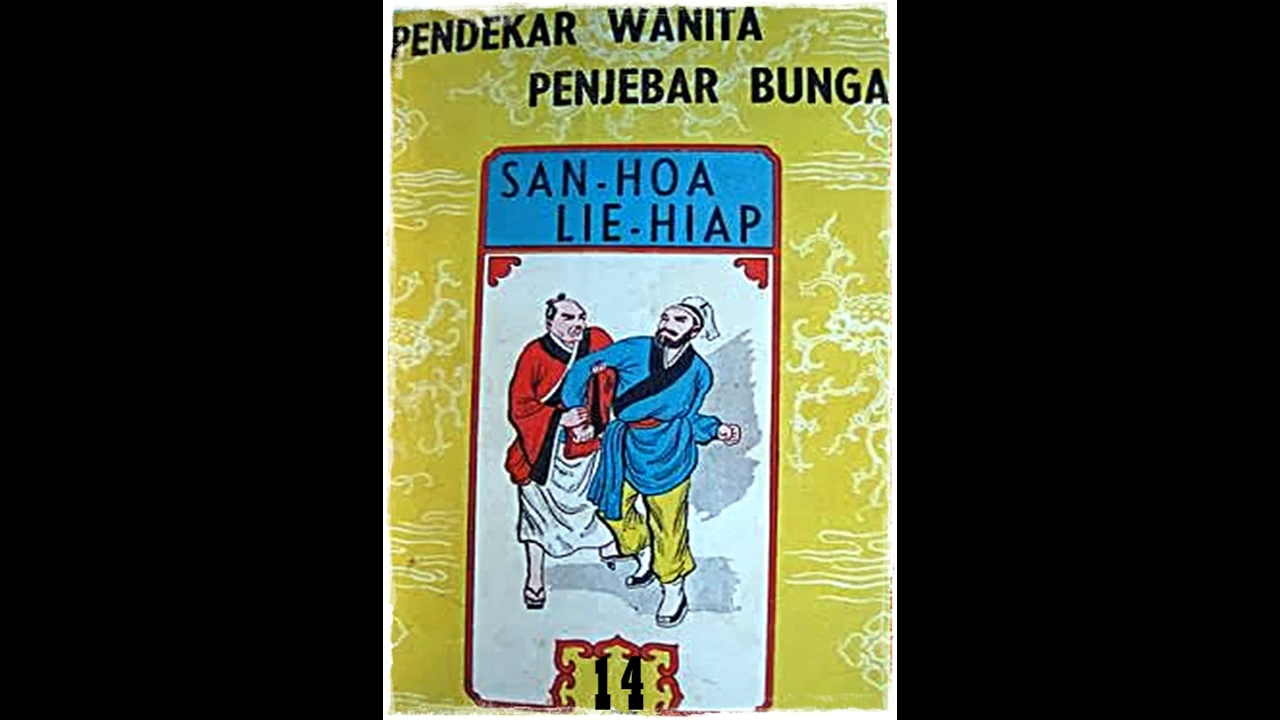 PENDEKAR WANITA
PENJEBAR BUNGA
SAN-HOA
LIE-HIAP
14